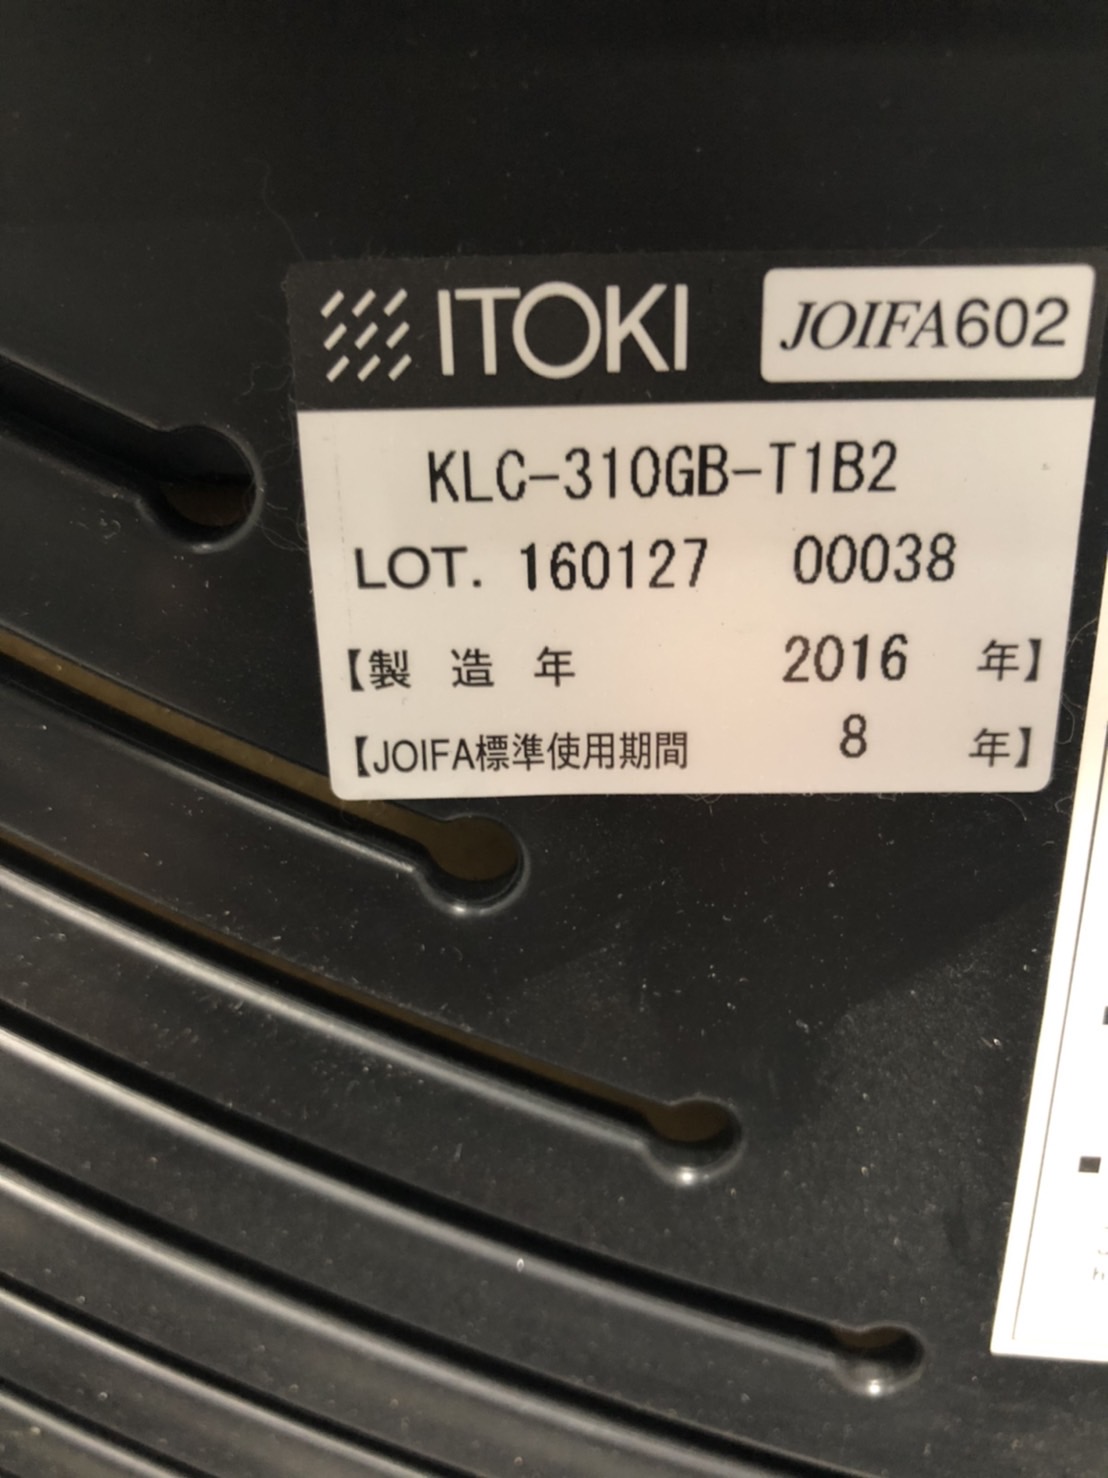 ITOKI JOIFA602
KLC-310GB-T1B2
LOT. 160127 00038
【製 造 年 2016 年】
【JOIFA標準使用期間 8 年】